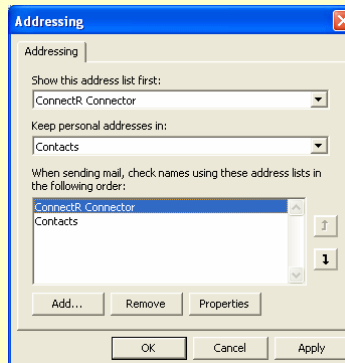 Addressing
Addressing
Show this address list first:
ConnectR Connector
Keep personal addresses in:
Contacts
When sending mail, check names using these address lists in
the following order:
ConnectR Connector
Contacts
Add... Remove Properties
OK Cancel Apply